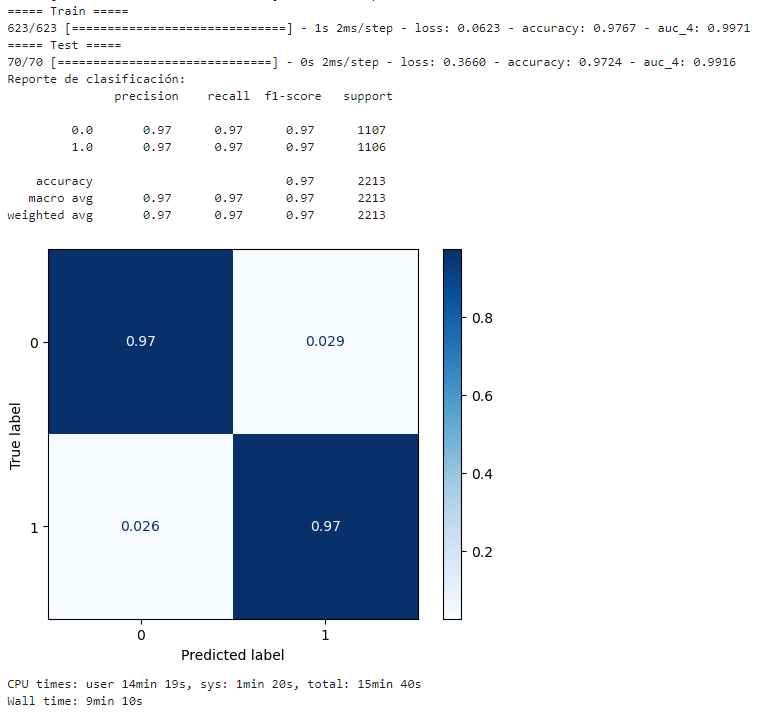 ===== Train =====
623/623 [==============================] - 1s 2ms/step - loss: 0.0623 - accuracy: 0.9767 - auc_4: 0.9971
===== Test =====
70/70 [==============================] - 0s 2ms/step - loss: 0.3660 - accuracy: 0.9724 - auc_4: 0.9916
Reporte de clasificación:
precision recall f1-score support
0.0 0.97 0.97 0.97 1107
1.0 0.97 0.97 0.97 1106
accuracy 0.97 2213
macro avg 0.97 0.97 0.97 2213
weighted avg 0.97 0.97 0.97 2213
True label
0
0.97 0.029
1
0.026 0.97
0 1
Predicted label
0.8
0.6
0.4
0.2
CPU times: user 14min 19s, sys: 1min 20s, total: 15min 40s
Wall time: 9min 10s